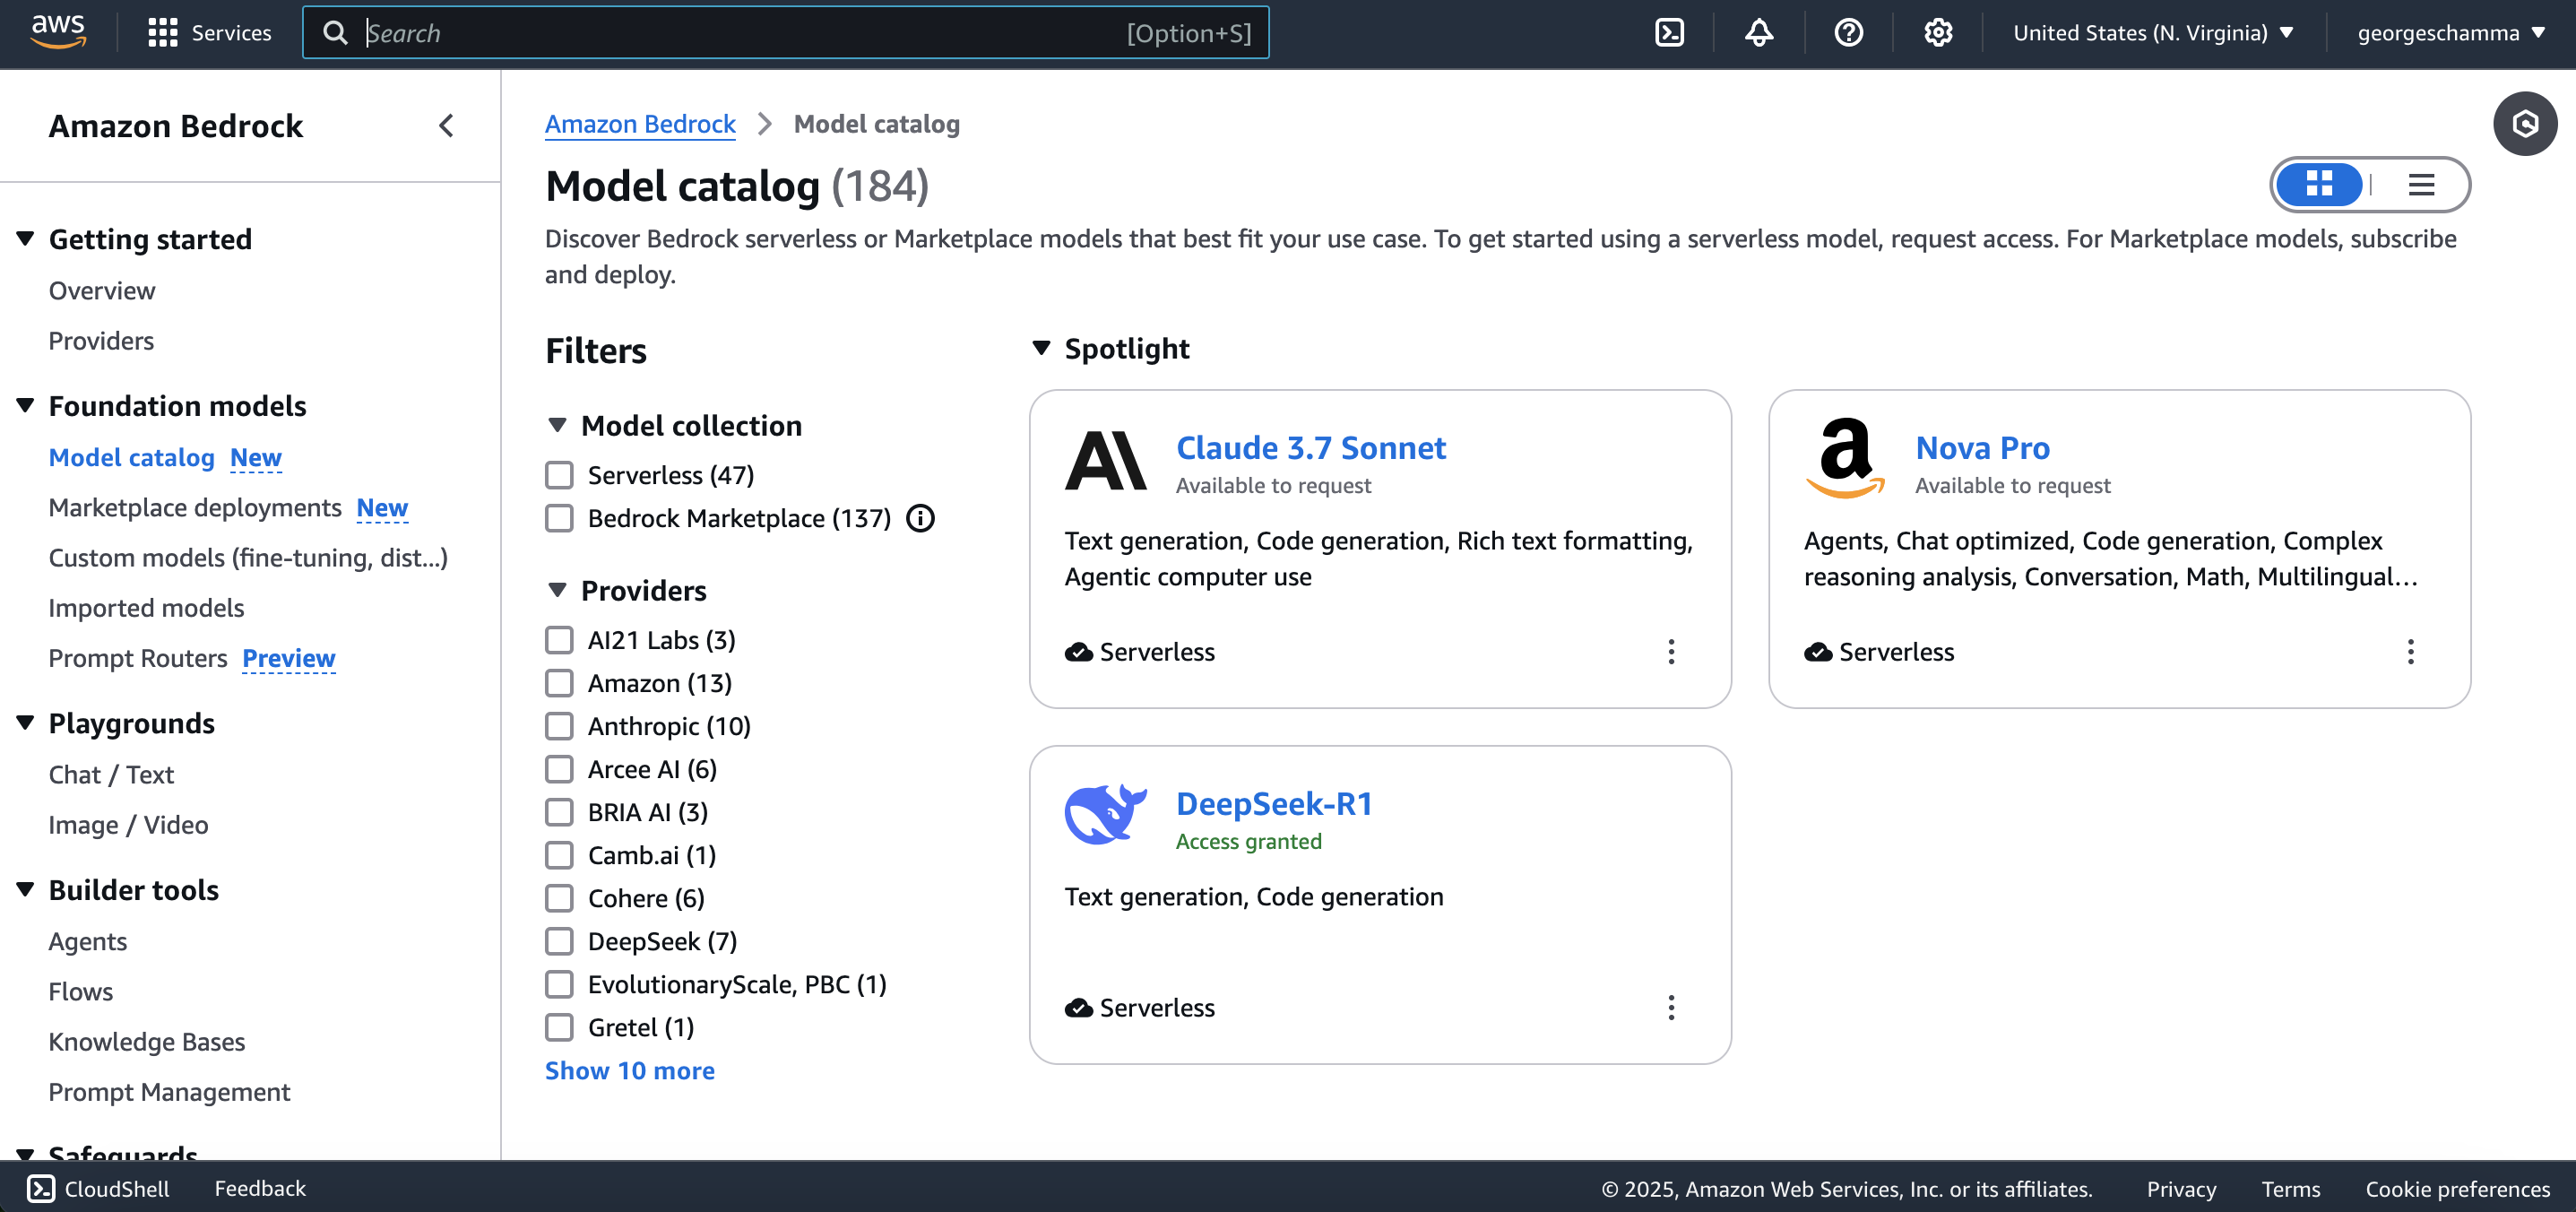 aws
Services
Search
[Option+S]
United States (N. Virginia)
georgeschamma
Amazon Bedrock
Getting started
Overview
Providers
Foundation models
Model catalog New
Marketplace deployments New
Custom models (fine-tuning, dist...)
Imported models
Prompt Routers Preview
Playgrounds
Chat / Text
Image / Video
Builder tools
Agents
Flows
Knowledge Bases
Prompt Management
Safeguards
Amazon Bedrock > Model catalog
Model catalog (184)
Discover Bedrock serverless or Marketplace models that best fit your use case. To get started using a serverless model, request access. For Marketplace models, subscribe
and deploy.
Filters
Model collection
Serverless (47)
Bedrock Marketplace (137)
Providers
AI21 Labs (3)
Amazon (13)
Anthropic (10)
Arcee AI (6)
BRIA AI (3)
Camb.ai (1)
Cohere (6)
DeepSeek (7)
EvolutionaryScale, PBC (1)
Gretel (1)
Show 10 more
Spotlight
Claude 3.7 Sonnet
Available to request
Text generation, Code generation, Rich text formatting,
Agentic computer use
Serverless
Nova Pro
Available to request
Agents, Chat optimized, Code generation, Complex
reasoning analysis, Conversation, Math, Multilingual...
Serverless
DeepSeek-R1
Access granted
Text generation, Code generation
Serverless
CloudShell
Feedback
© 2025, Amazon Web Services, Inc. or its affiliates.
Privacy
Terms
Cookie preferences